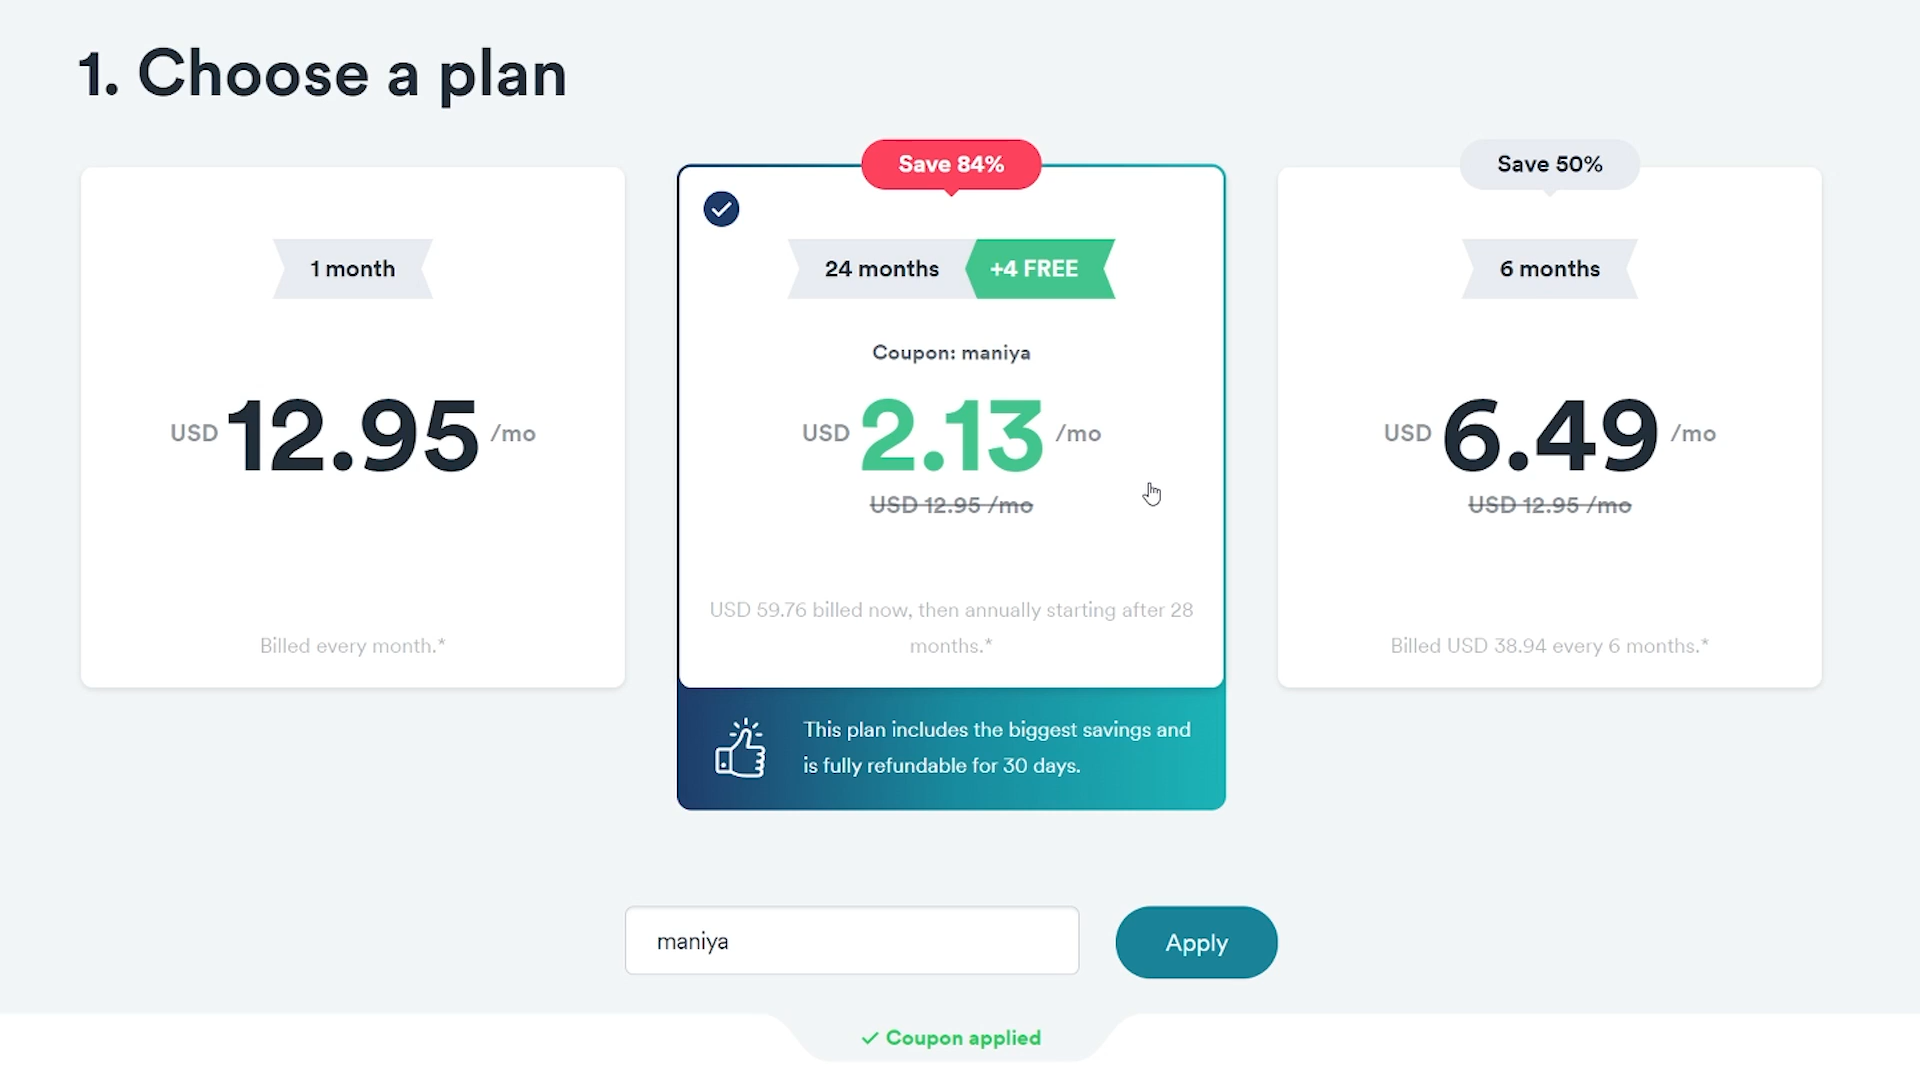 1. Choose a plan
1 month
USD 12.95 /mo
Billed every month.*
Save 84%
24 months +4 FREE
Coupon: maniya
USD 2.13 /mo
USD 12.95 /mo
USD 59.76 billed now, then annually starting after 28
months.*
This plan includes the biggest savings and
is fully refundable for 30 days.
Save 50%
6 months
USD 6.49 /mo
USD 12.95 /mo
Billed USD 38.94 every 6 months.*
maniya
Apply
Coupon applied